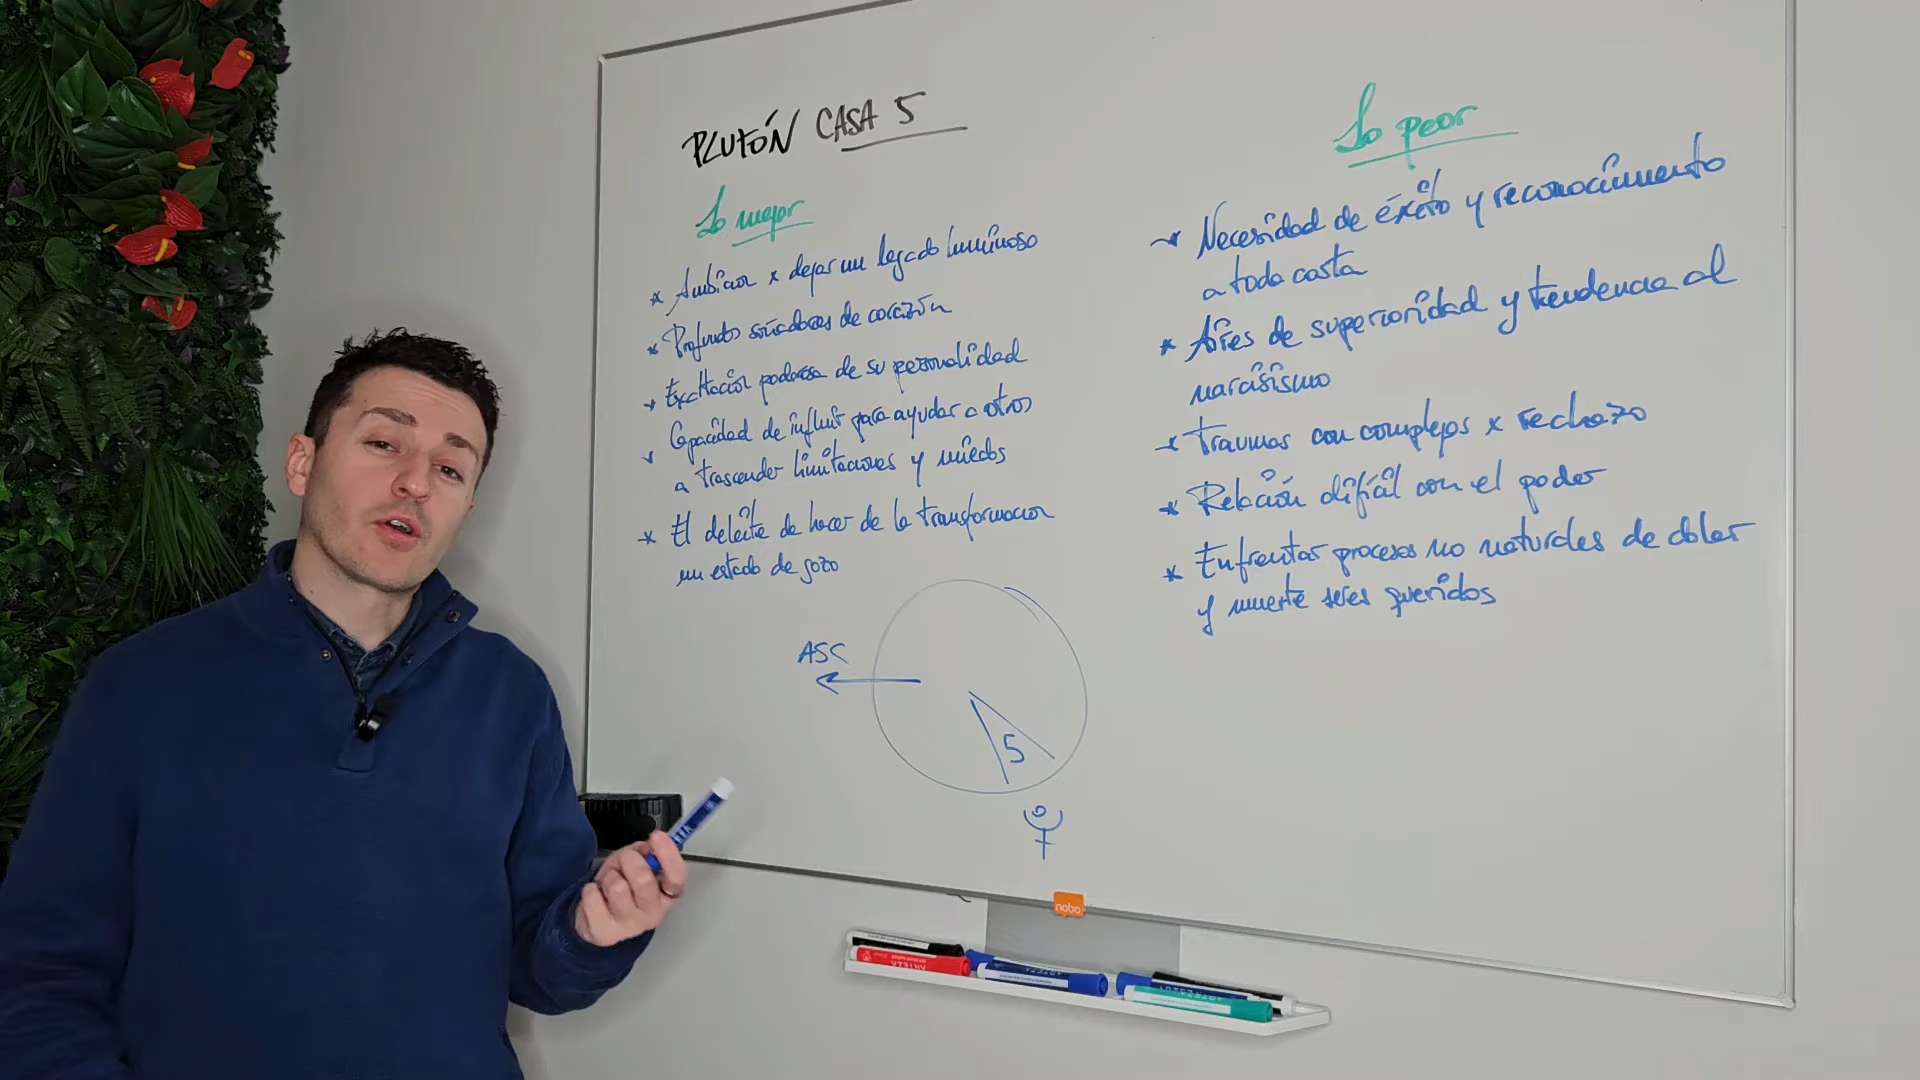 PLUTÓN CASA 5
Lo mejor
* Ambición x dejar un legado luminoso
* Profundos sanadores de corazón
* Exaltación poderosa de su personalidad
* Capacidad de influir para ayudar a otros
a trascender limitaciones y miedos
* El deleite de hacer de la transformación
un estado de gozo
Lo peor
* Necesidad de éxito y reconocimiento
a toda costa
* Aires de superioridad y tendencia al
narcisismo
* Traumas con complejos x rechazo
* Relación difícil con el poder
* Enfrentar procesos no naturales de dolor
y muerte seres queridos
ASC
5
nobo